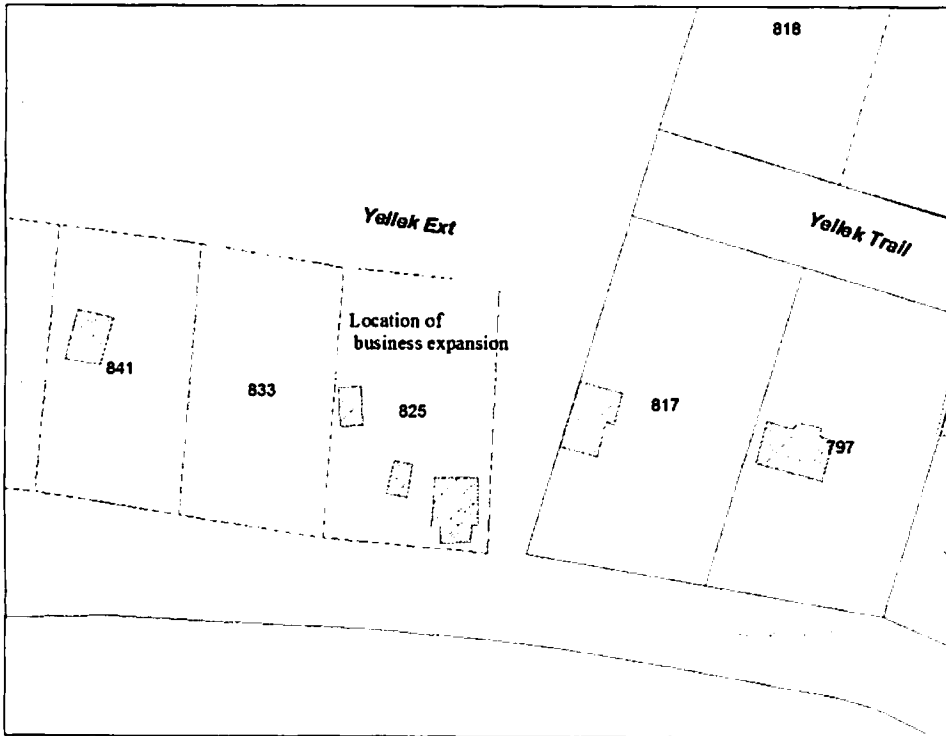 818
Yellek Ext
Yellek Trail
Location of
business expansion
841
833
825
817
797